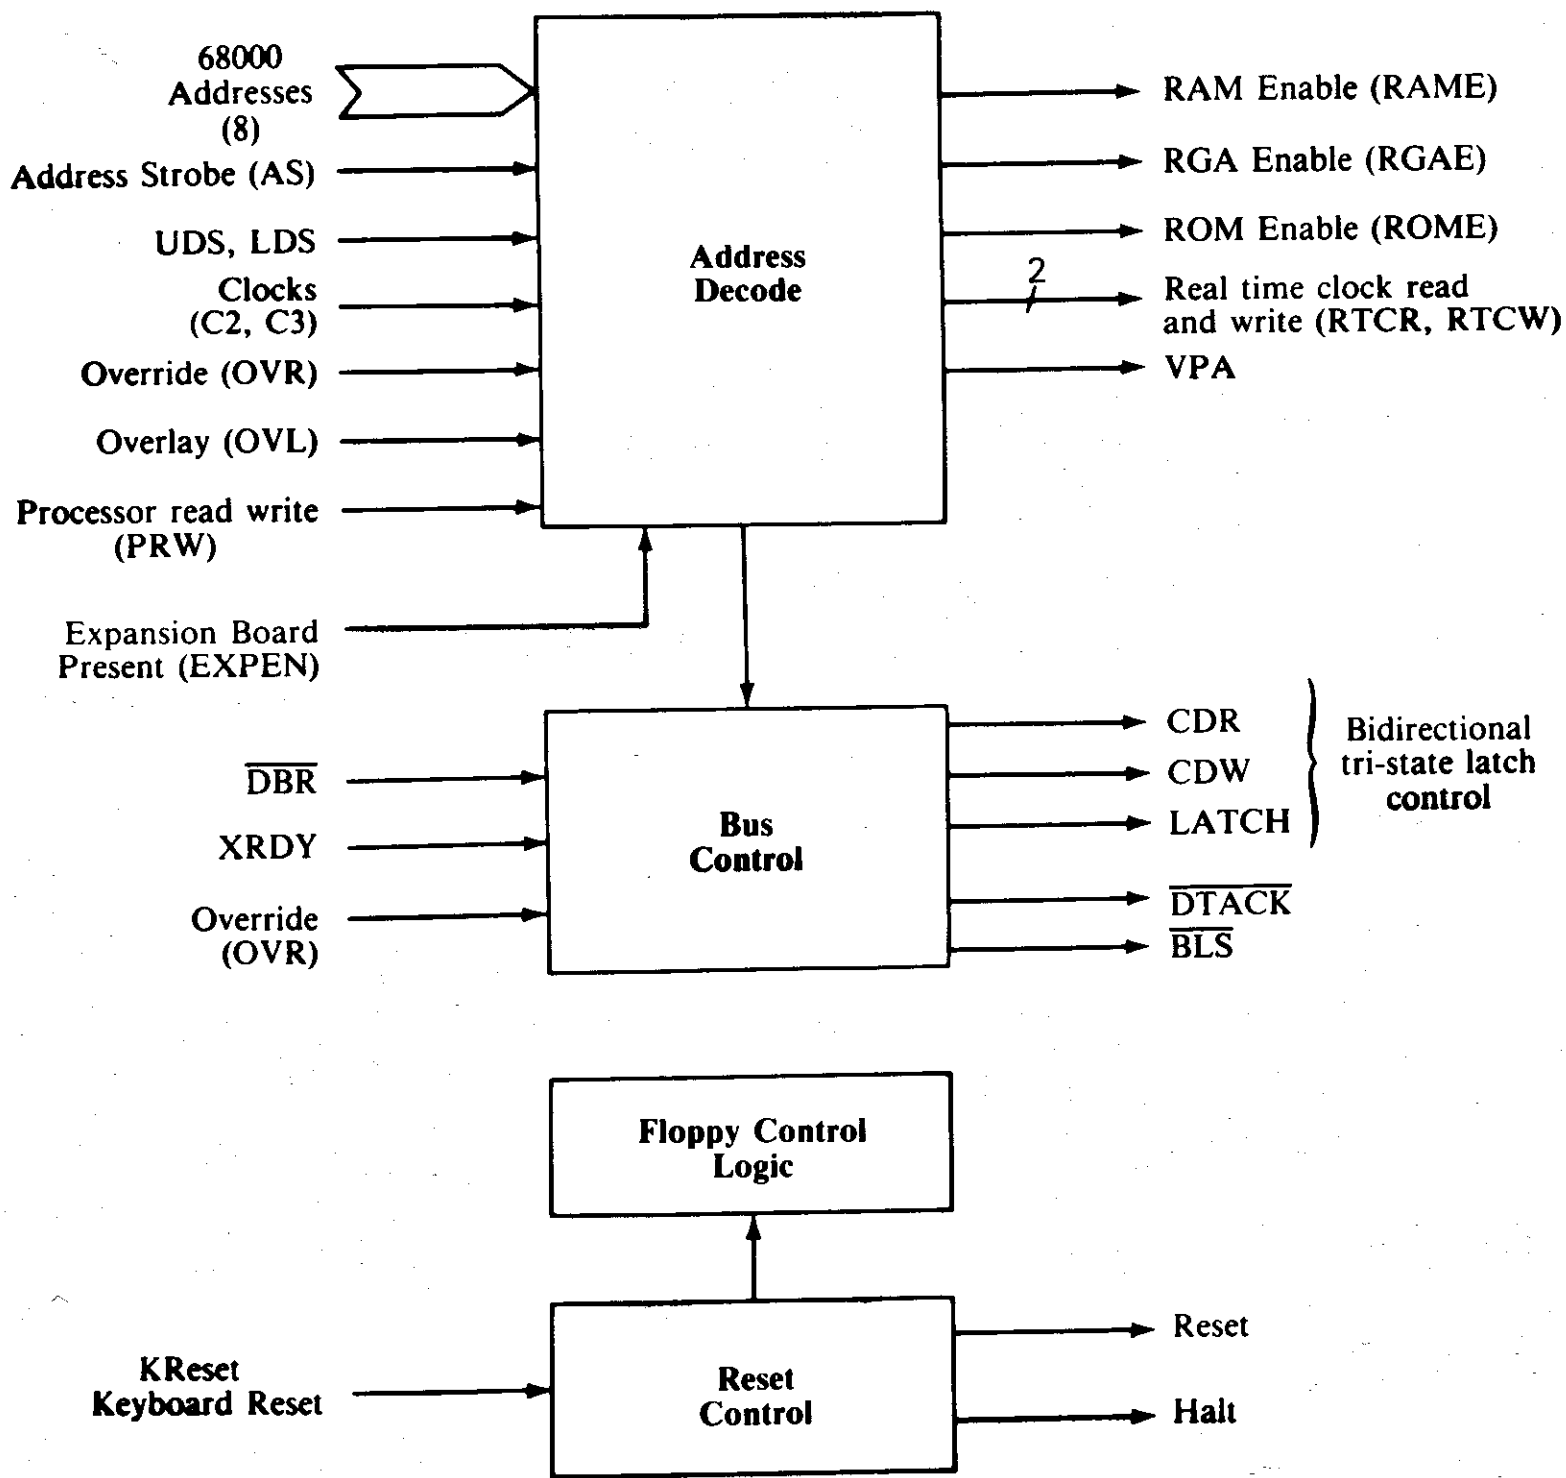 68000
Addresses
(8)
Address Strobe (AS)
UDS, LDS
Clocks
(C2, C3)
Override (OVR)
Overlay (OVL)
Processor read write
(PRW)
Expansion Board
Present (EXPEN)
Address
Decode
RAM Enable (RAME)
RGA Enable (RGAE)
ROM Enable (ROME)
2
Real time clock read
and write (RTCR, RTCW)
VPA
D̅B̅R̅
XRDY
Override
(OVR)
Bus
Control
CDR
CDW
LATCH
Bidirectional
tri-state latch
control
D̅T̅A̅C̅K̅
B̅L̅S̅
Floppy Control
Logic
KReset
Keyboard Reset
Reset
Control
Reset
Halt